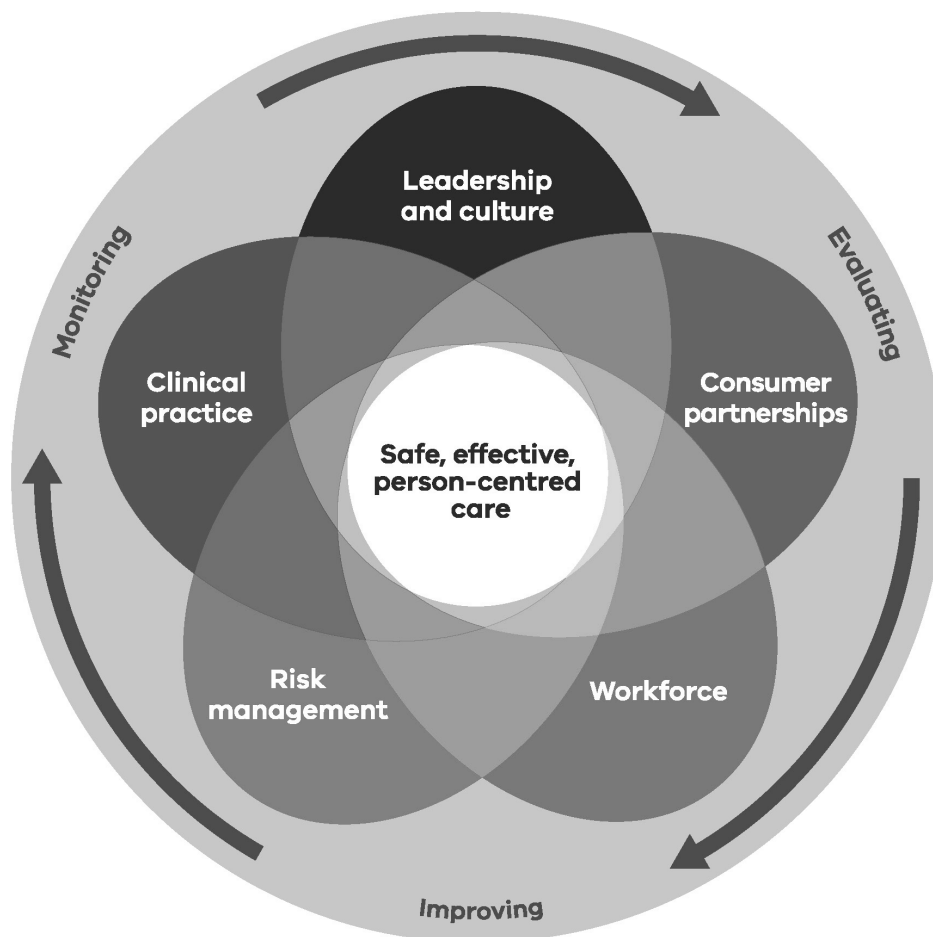 Leadership
and culture
Monitoring
Evaluating
Clinical
practice
Consumer
partnerships
Safe, effective,
person-centred
care
Risk
management
Workforce
Improving